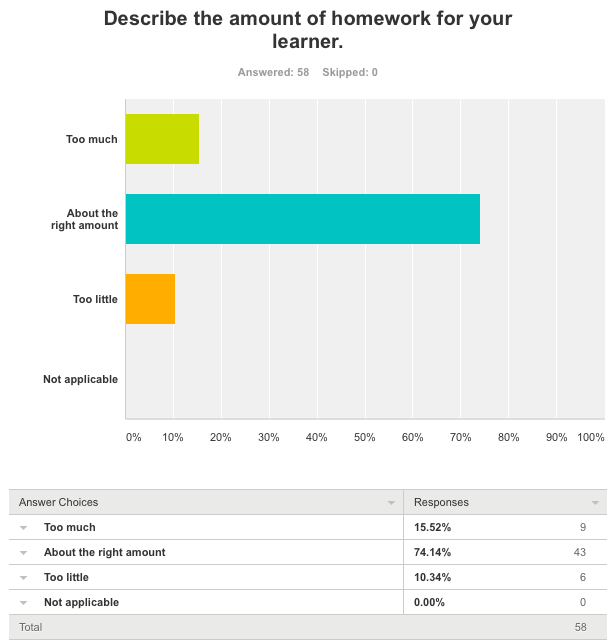 Describe the amount of homework for your
learner.
Answered: 58 Skipped: 0
Too much
About the
right amount
Too little
Not applicable
0% 10% 20% 30% 40% 50% 60% 70% 80% 90% 100%
Answer Choices Responses
Too much 15.52% 9
About the right amount 74.14% 43
Too little 10.34% 6
Not applicable 0.00% 0
Total 58